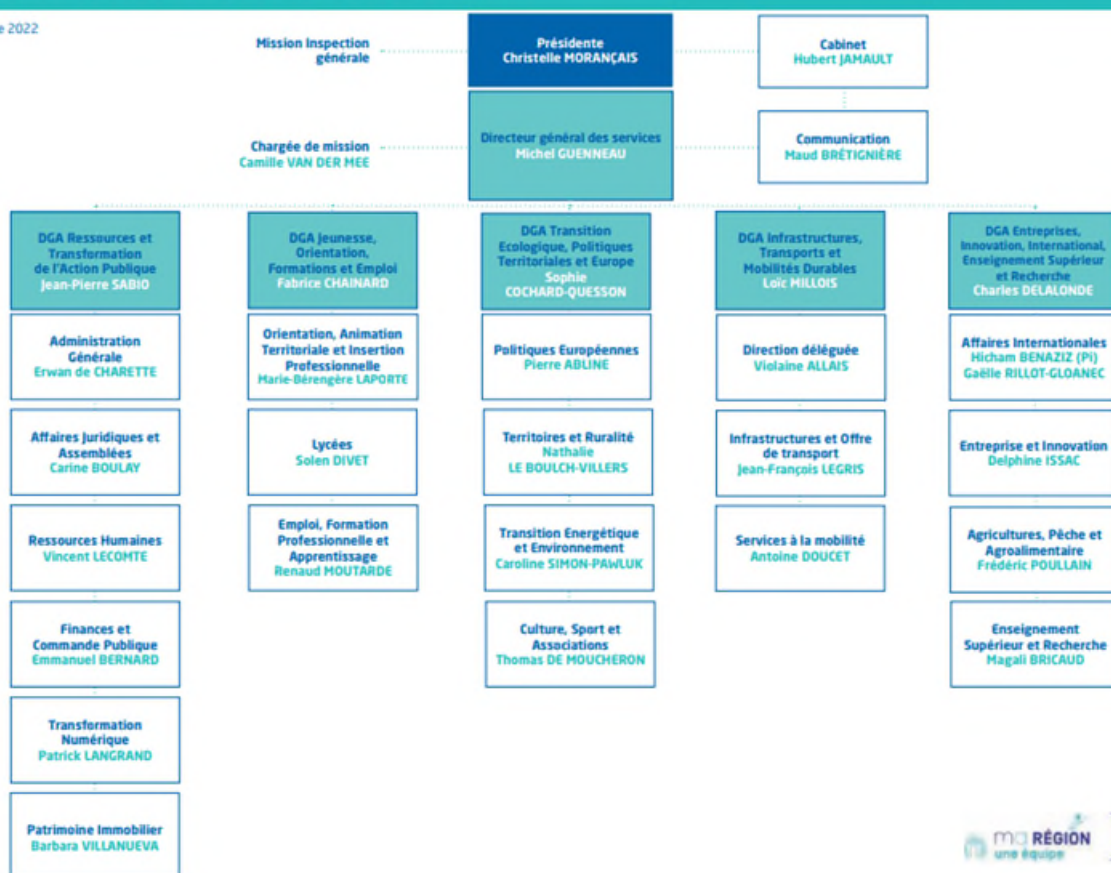 e 2022
Mission Inspection
générale
Présidente
Christelle MORANÇAIS
Cabinet
Hubert JAMAULT
Chargée de mission
Camille VAN DER MEE
Directeur général des services
Michel GUENNEAU
Communication
Maud BRÉTIGNIÈRE
DGA Ressources et
Transformation
de l'Action Publique
Jean-Pierre SABIO
DGA Jeunesse,
Orientation,
Formations et Emploi
Fabrice CHAINARD
DGA Transition
Ecologique, Politiques
Territoriales et Europe
Sophie
COCHARD-QUESSON
DGA Infrastructures,
Transports et
Mobilités Durables
Loïc MILLOIS
DGA Entreprises,
Innovation, International,
Enseignement Supérieur
et Recherche
Charles DELALONDE
Administration
Générale
Erwan de CHARETTE
Orientation, Animation
Territoriale et Insertion
Professionnelle
Marie-Bérengère LAPORTE
Politiques Européennes
Pierre ABLINE
Direction déléguée
Violaine ALLAIS
Affaires Internationales
Hicham BENAZIZ (Pi)
Gaëlle RILLOT-GLOANEC
Affaires Juridiques et
Assemblées
Carine BOULAY
Lycées
Solen DIVET
Territoires et Ruralité
Nathalie
LE BOULCH-VILLERS
Infrastructures et Offre
de transport
Jean-François LEGRIS
Entreprise et Innovation
Delphine ISSAC
Ressources Humaines
Vincent LECOMTE
Emploi, Formation
Professionnelle et
Apprentissage
Renaud MOUTARDE
Transition Energétique
et Environnement
Caroline SIMON-PAWLUK
Services à la mobilité
Antoine DOUCET
Agricultures, Pêche et
Agroalimentaire
Frédéric POULLAIN
Finances et
Commande Publique
Emmanuel BERNARD
Culture, Sport et
Associations
Thomas DE MOUCHERON
Enseignement
Supérieur et Recherche
Magali BRICAUD
Transformation
Numérique
Patrick LANGRAND
Patrimoine Immobilier
Barbara VILLANUEVA
ma RÉGION
une équipe